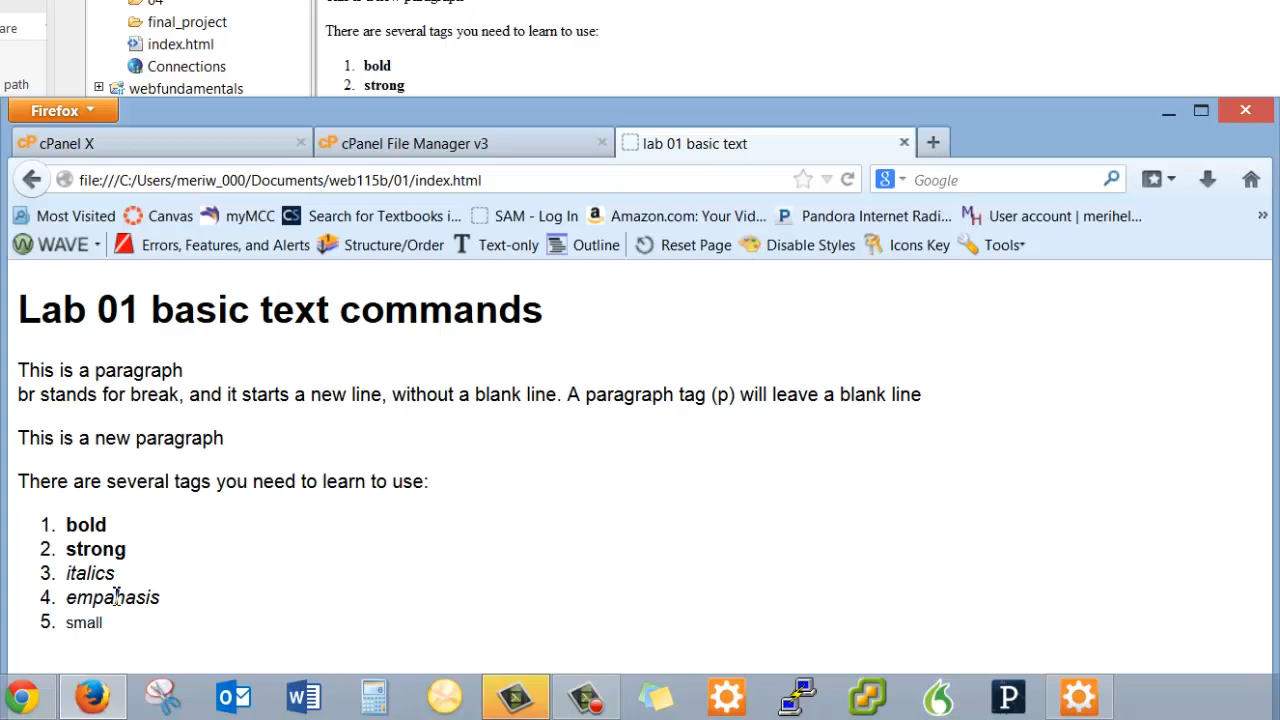 are
04
final_project
index.html
Connections
path
webfundamentals
There are several tags you need to learn to use:
1. bold
2. strong
Firefox
cPanel X
cPanel File Manager v3
lab 01 basic text
file:///C:/Users/meriw_000/Documents/web115b/01/index.html
Google
Most Visited
Canvas
myMCC
Search for Textbooks i...
SAM - Log In
Amazon.com: Your Vid...
Pandora Internet Radi...
User account | merihel...
WAVE
Errors, Features, and Alerts
Structure/Order
Text-only
Outline
Reset Page
Disable Styles
Icons Key
Tools
Lab 01 basic text commands
This is a paragraph
br stands for break, and it starts a new line, without a blank line. A paragraph tag (p) will leave a blank line
This is a new paragraph
There are several tags you need to learn to use:
1. bold
2. strong
3. italics
4. empahasis
5. small